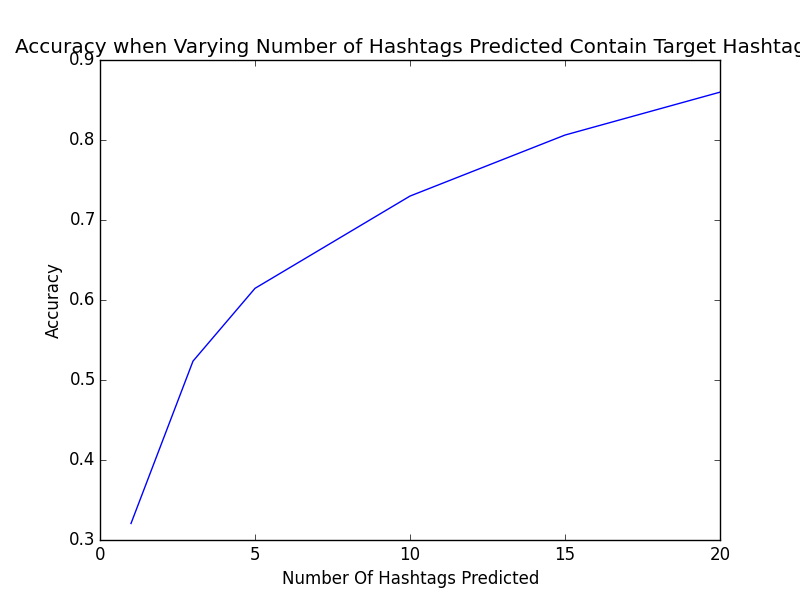 Accuracy when Varying Number of Hashtags Predicted Contain Target Hashtag
0.9
0.8
0.7
0.6
0.5
0.4
0.3
Accuracy
0 5 10 15 20
Number Of Hashtags Predicted